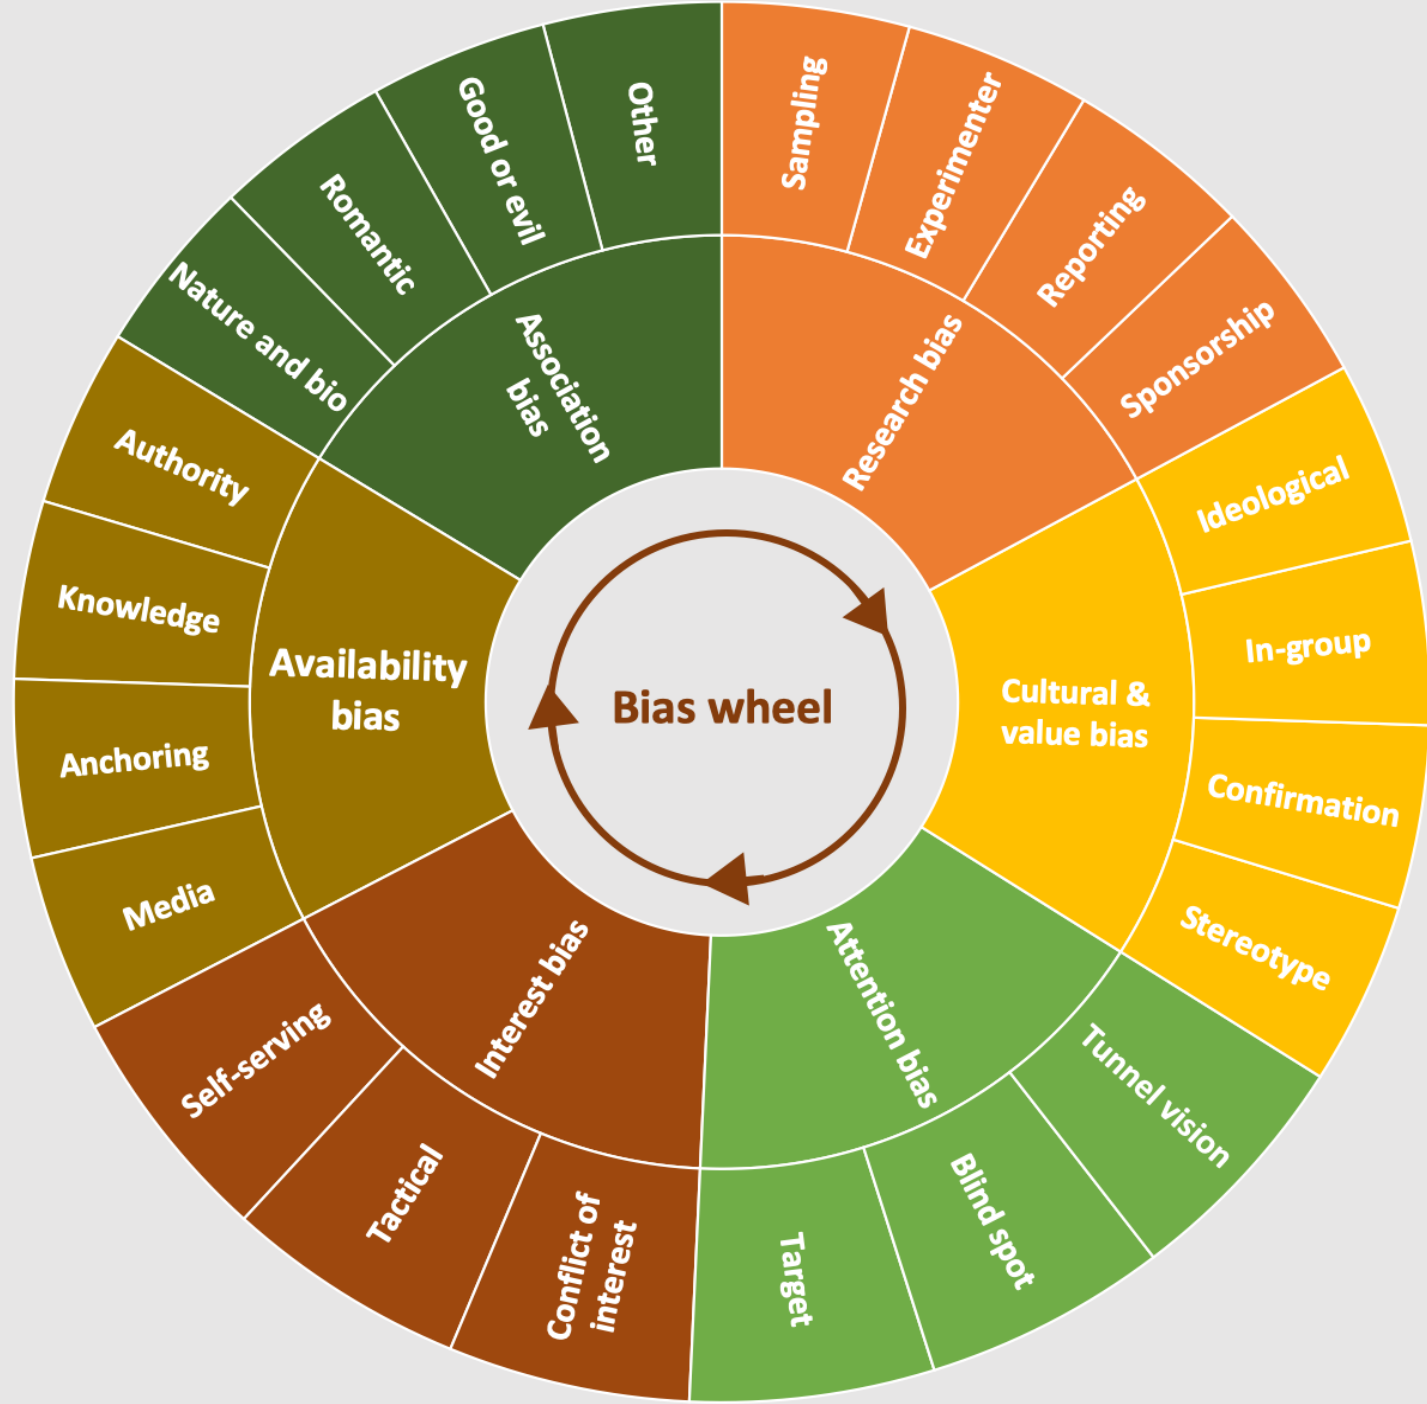 Bias wheel
Research bias
Sampling
Experimenter
Reporting
Sponsorship
Cultural &
value bias
Ideological
In-group
Confirmation
Stereotype
Attention bias
Tunnel vision
Blind spot
Target
Interest bias
Conflict of
interest
Tactical
Self-serving
Availability
bias
Media
Anchoring
Knowledge
Authority
Association
bias
Nature and bio
Romantic
Good or evil
Other